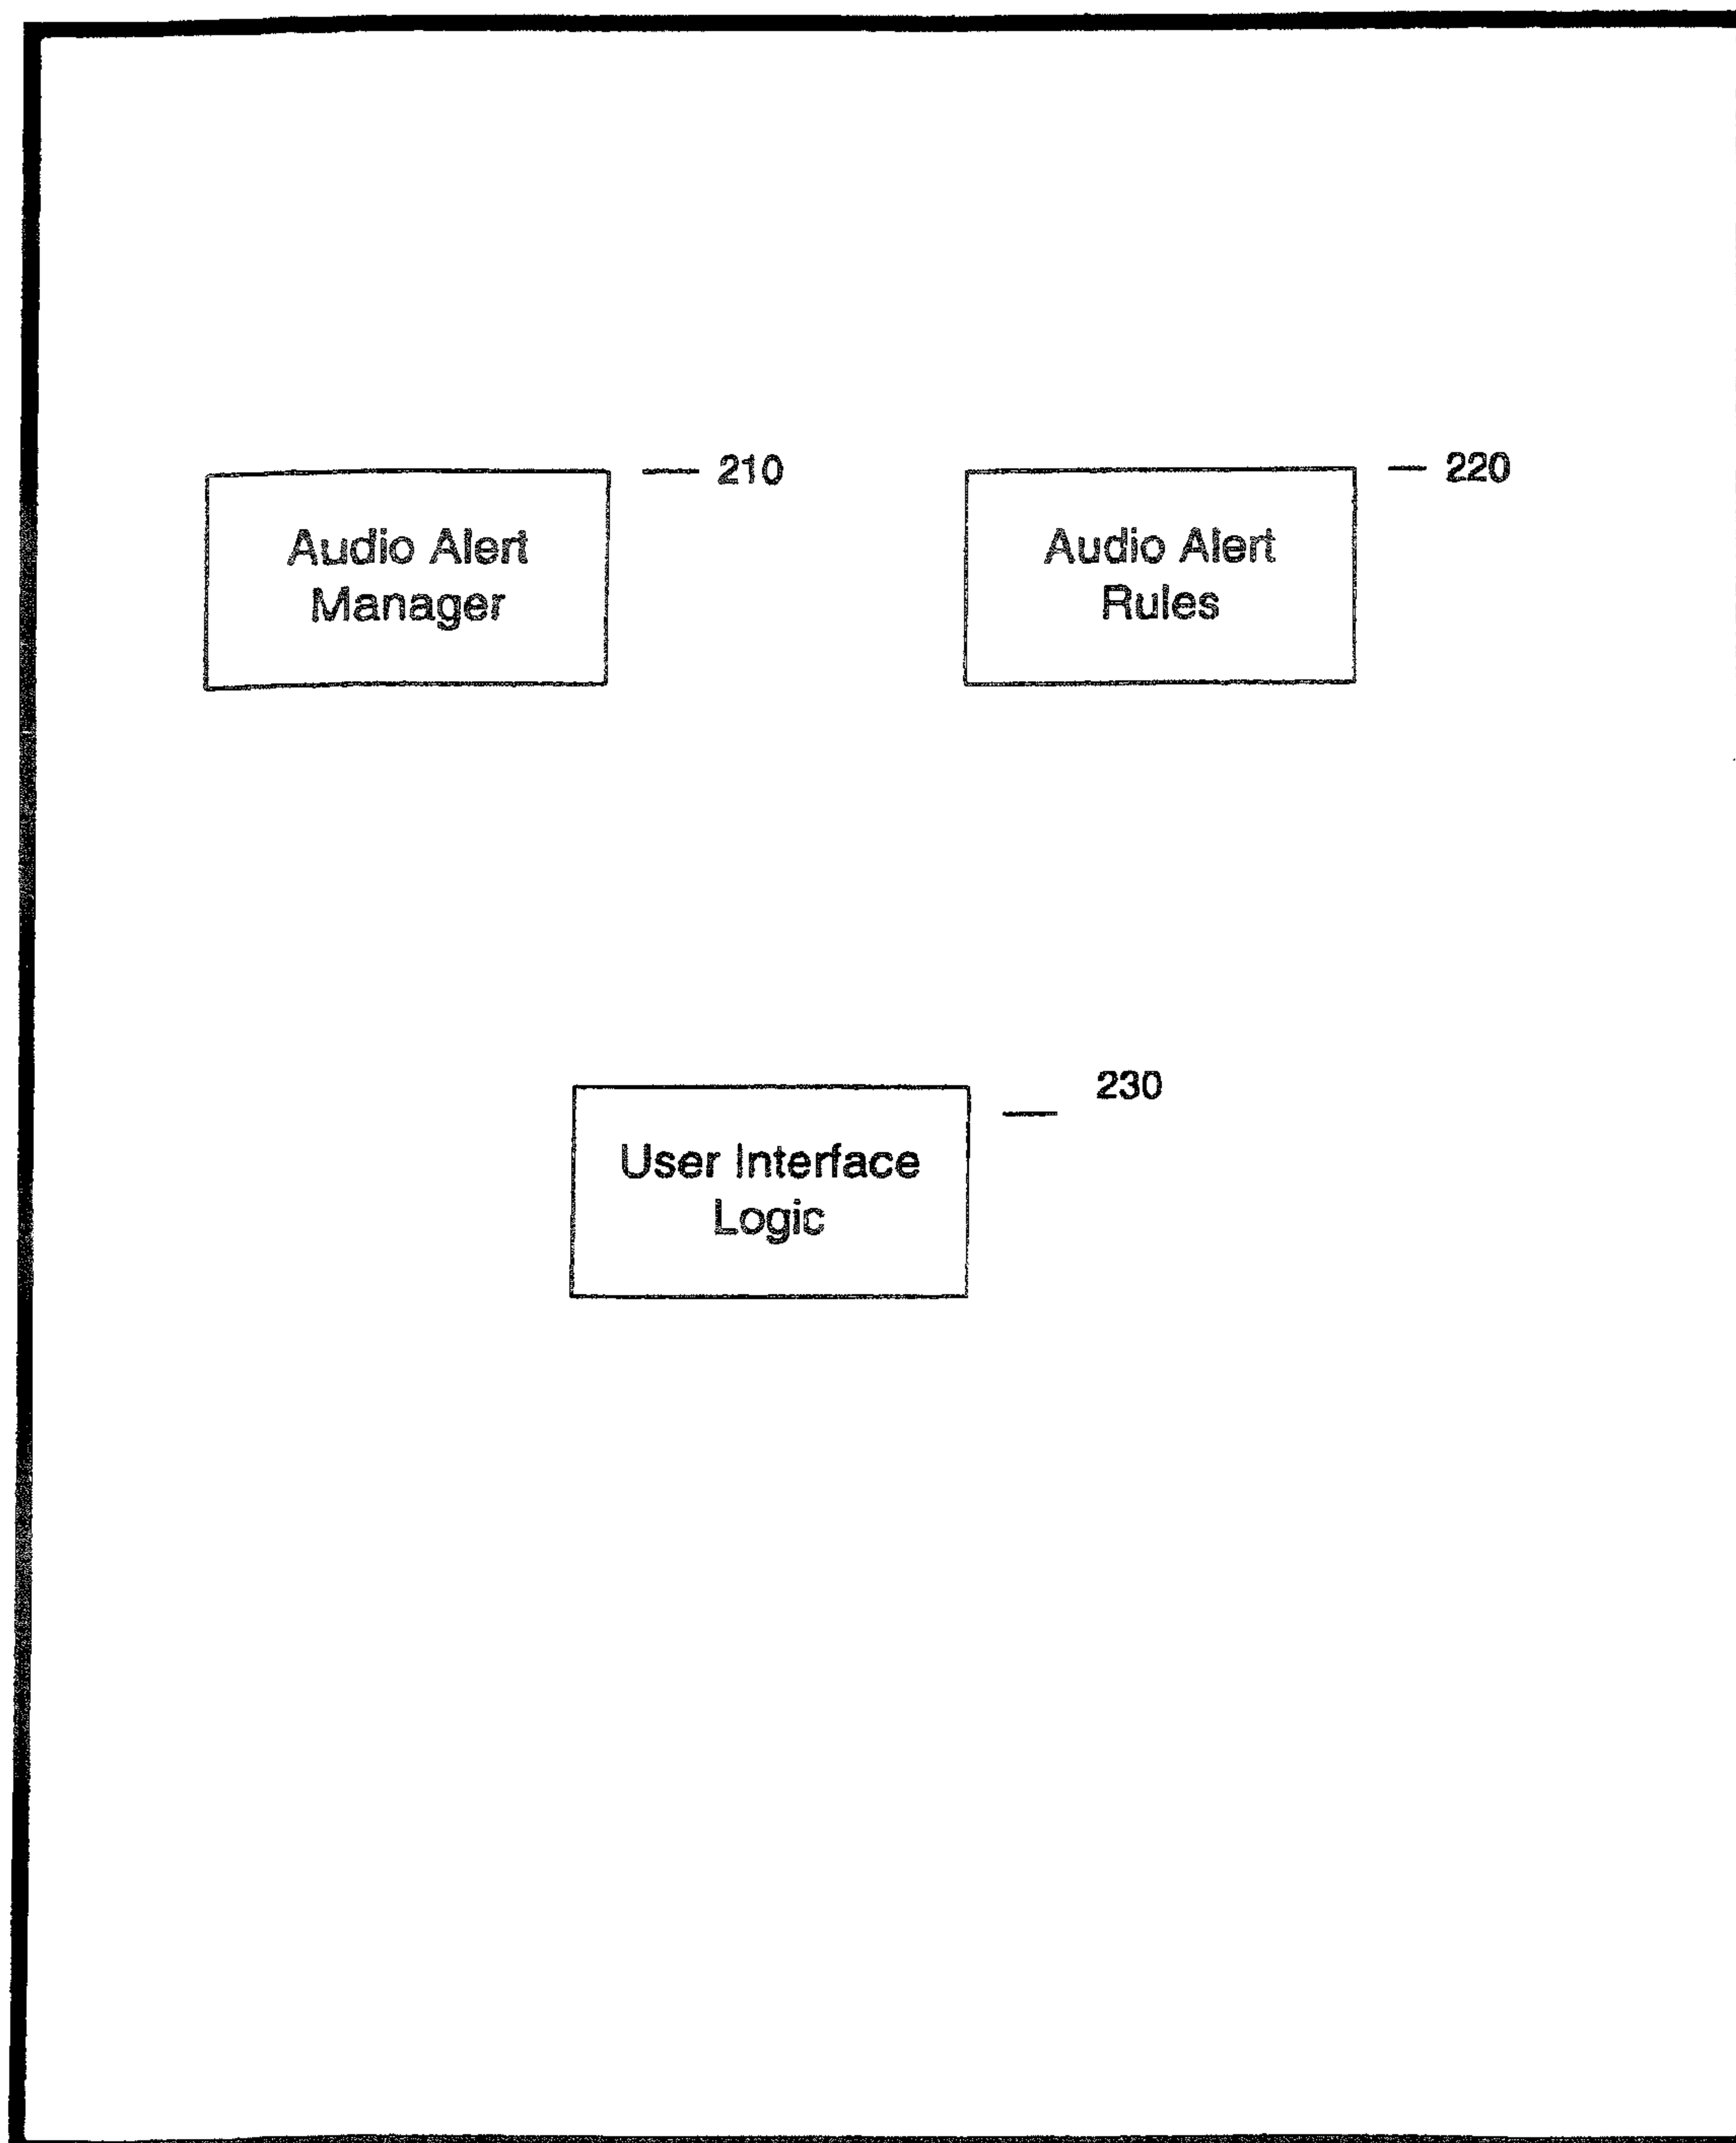 210
220
Audio Alert
Manager
Audio Alert
Rules
230
User Interface
Logic